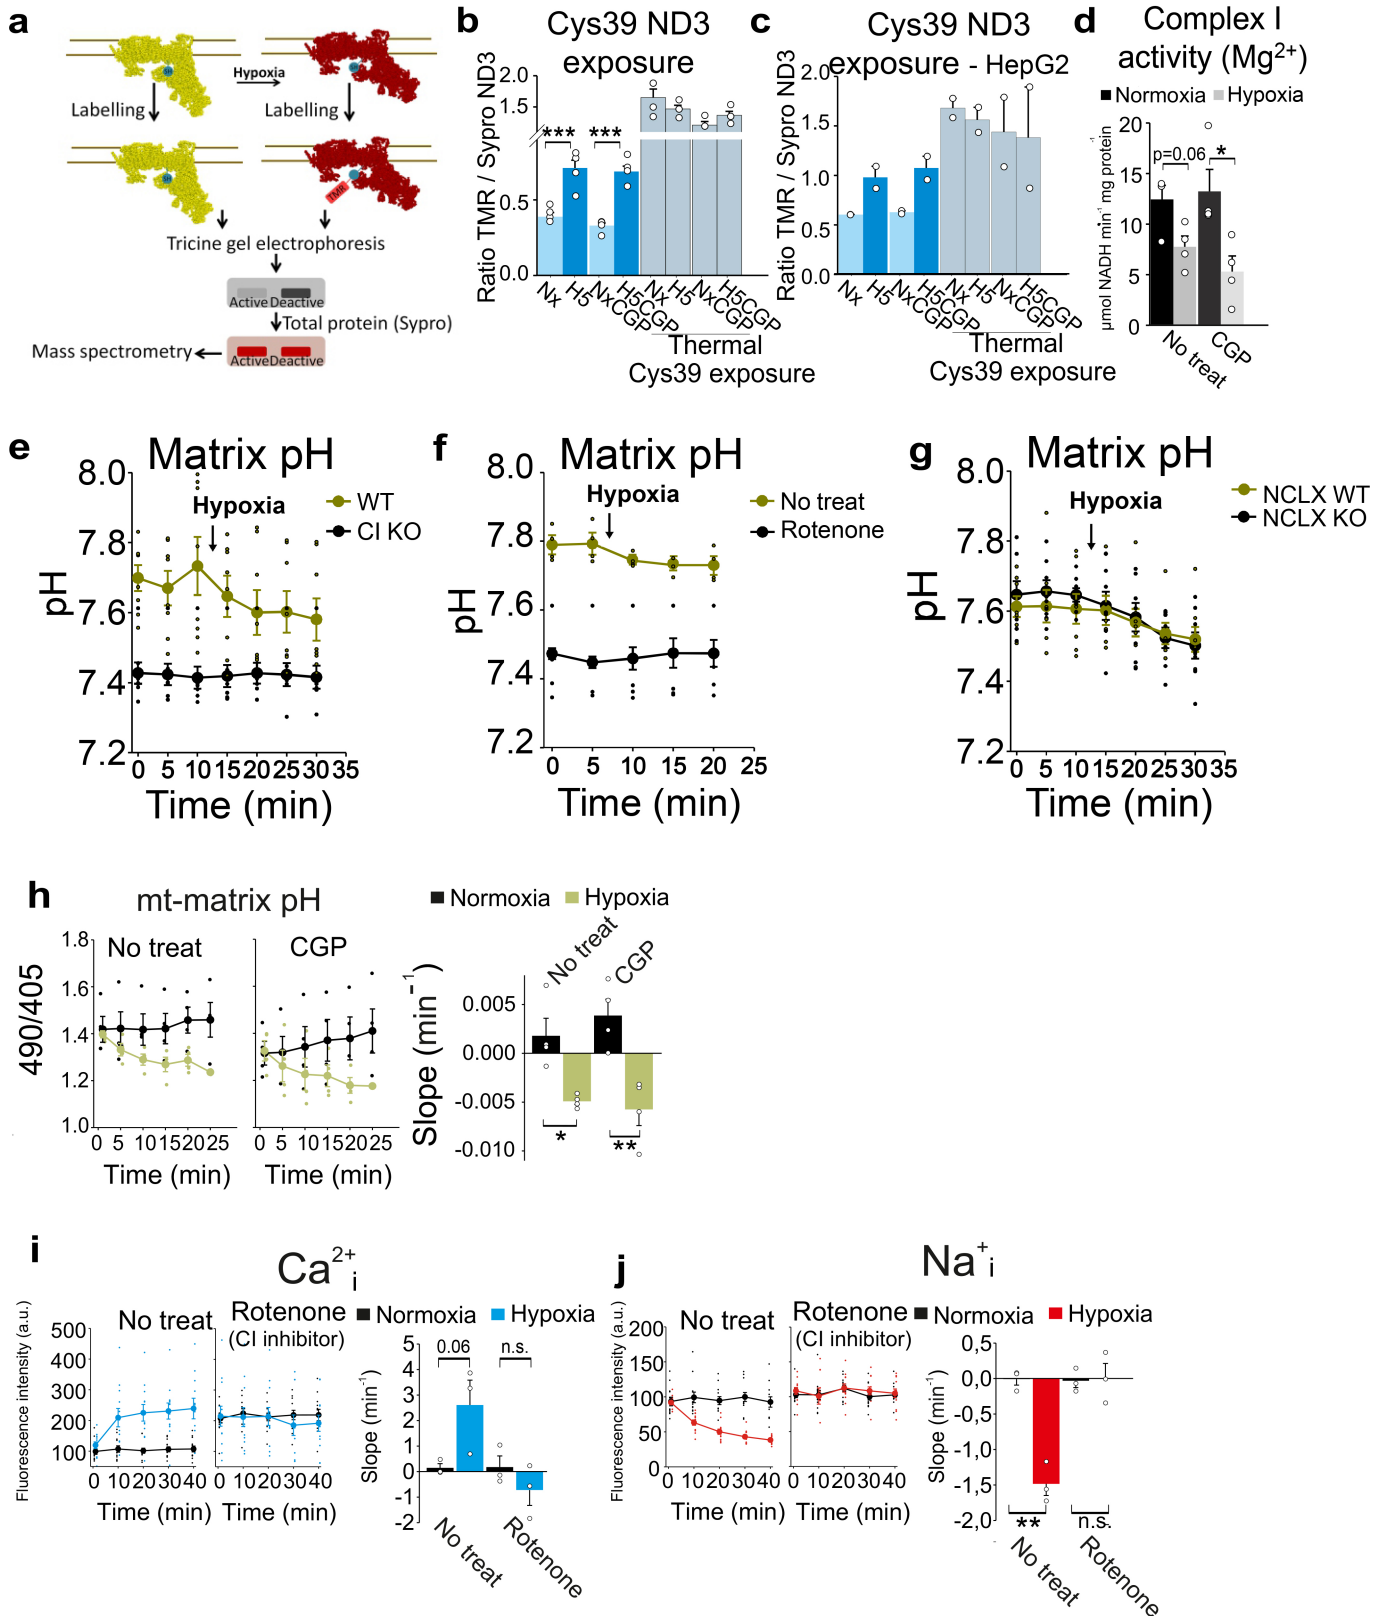 a
Hypoxia
Labelling
Labelling
SH
SH
SH
TMR
Tricine gel electrophoresis
Active Deactive
Total protein (Sypro)
Mass spectrometry
Active Deactive
b
Cys39 ND3
exposure
Ratio TMR / Sypro ND3
2.0
1.5
0.5
0.0
***
***
Nx
H5
NxCGP
H5CGP
Nx
H5
NxCGP
H5CGP
Thermal
Cys39 exposure
c
Cys39 ND3
exposure - HepG2
Ratio TMR / Sypro ND3
2.0
1.5
1.0
0.5
0.0
Nx
H5
NxCGP
H5CGP
Nx
H5
NxCGP
H5CGP
Thermal
Cys39 exposure
d
Complex I
activity (Mg²⁺)
Normoxia
Hypoxia
µmol NADH min⁻¹ mg protein⁻¹
20
15
10
5
0
p=0.06
*
No treat
CGP
e
Matrix pH
Hypoxia
WT
CI KO
pH
8.0
7.8
7.6
7.4
7.2
0 5 10 15 20 25 30 35
Time (min)
f
Matrix pH
Hypoxia
No treat
Rotenone
pH
8.0
7.8
7.6
7.4
7.2
0 5 10 15 20 25
Time (min)
g
Matrix pH
Hypoxia
NCLX WT
NCLX KO
pH
8.0
7.8
7.6
7.4
7.2
0 5 10 15 20 25 30 35
Time (min)
h
mt-matrix pH
Normoxia
Hypoxia
490/405
1.8
1.6
1.4
1.2
1.0
No treat
0 5 10 15 20 25
Time (min)
CGP
0 5 10 15 20 25
Time (min)
Slope (min⁻¹)
No treat
CGP
0.005
0.000
-0.005
-0.010
*
**
i
Ca²⁺i
No treat
Rotenone
(CI inhibitor)
Normoxia
Hypoxia
Fluorescence intensity (a.u.)
500
400
300
200
100
0 10 20 30 40
Time (min)
0 10 20 30 40
Time (min)
Slope (min⁻¹)
5
4
3
2
1
0
-1
-2
0.06
n.s.
No treat
Rotenone
j
Na⁺i
No treat
Rotenone
(CI inhibitor)
Normoxia
Hypoxia
Fluorescence intensity (a.u.)
200
150
100
50
0
0 10 20 30 40
Time (min)
0 10 20 30 40
Time (min)
Slope (min⁻¹)
0,5
0,0
-0,5
-1,0
-1,5
-2,0
**
n.s.
No treat
Rotenone